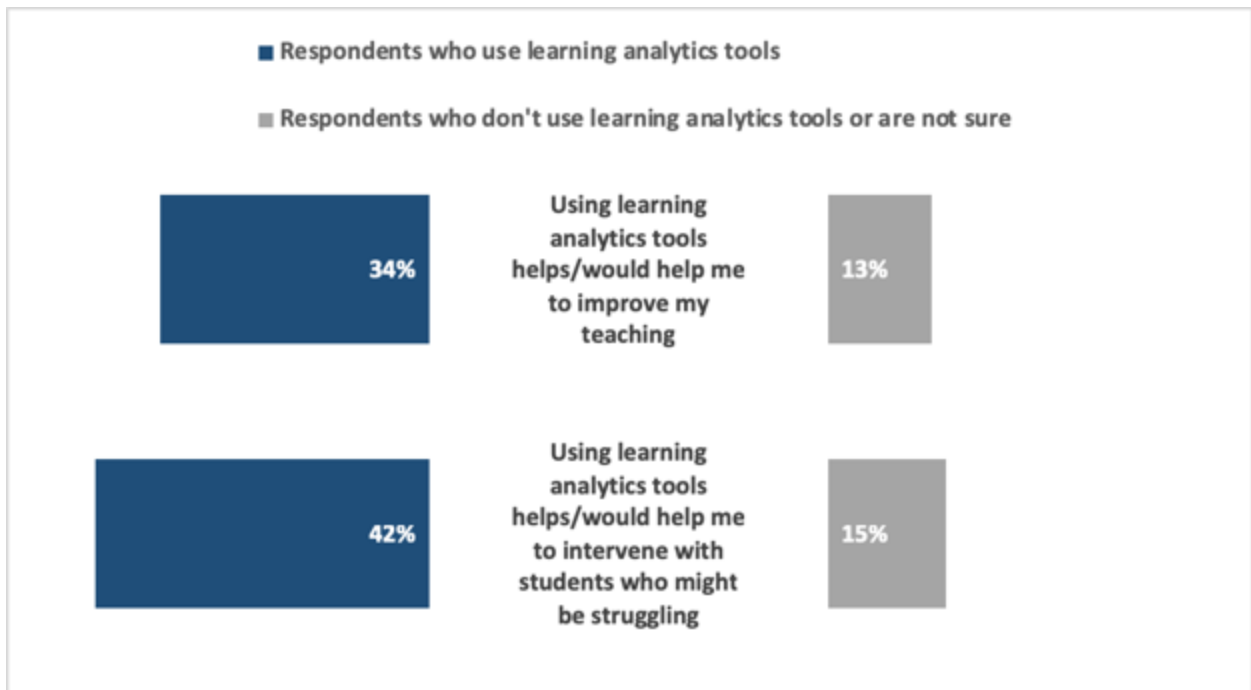 Respondents who use learning analytics tools
Respondents who don't use learning analytics tools or are not sure
34%
Using learning
analytics tools
helps/would help me
to improve my
teaching
13%
42%
Using learning
analytics tools
helps/would help me
to intervene with
students who might
be struggling
15%